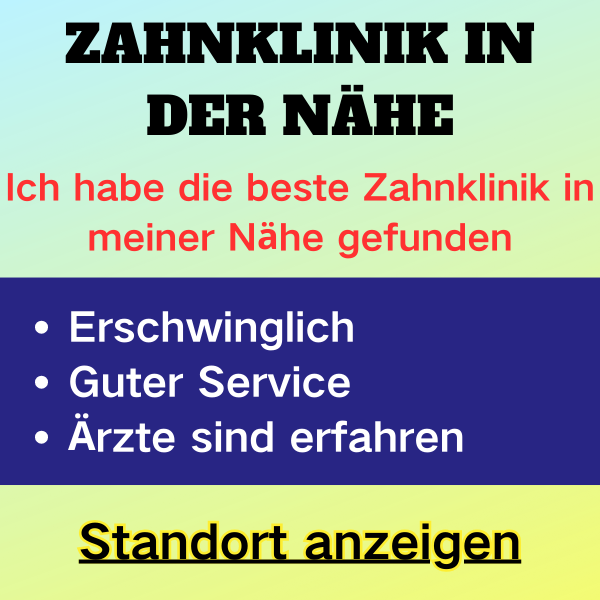 ZAHNKLINIK IN
DER NÄHE
Ich habe die beste Zahnklinik in
meiner Nähe gefunden
• Erschwinglich
• Guter Service
• Ärzte sind erfahren
Standort anzeigen